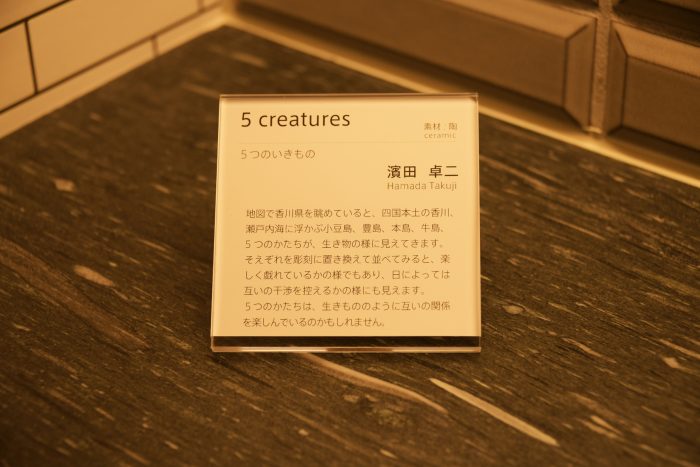 5 creatures
素材：陶
ceramic
5つのいきもの
濱田 卓二
Hamada Takuji
地図で香川県を眺めていると、四国本土の香川、
瀬戸内海に浮かぶ小豆島、豊島、本島、牛島、
5つのかたちが、生き物の様に見えてきます。
そえぞれを彫刻に置き換えて並べてみると、楽
しく戯れているかの様でもあり、日によっては
互いの干渉を控えるかの様にも見えます。
5つのかたちは、生きもののように互いの関係
を楽しんでいるのかもしれません。